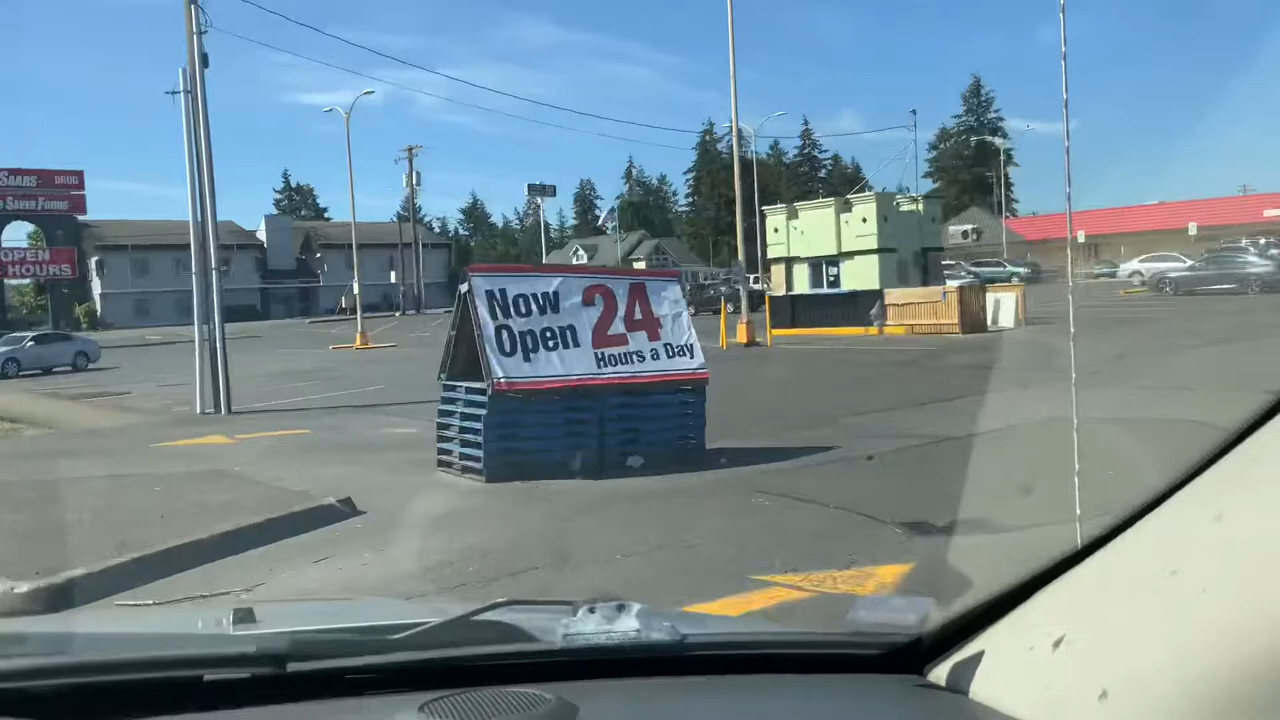 SAARS DRUG
SAVER FOODS
OPEN
HOURS
Now
Open
24
Hours a Day